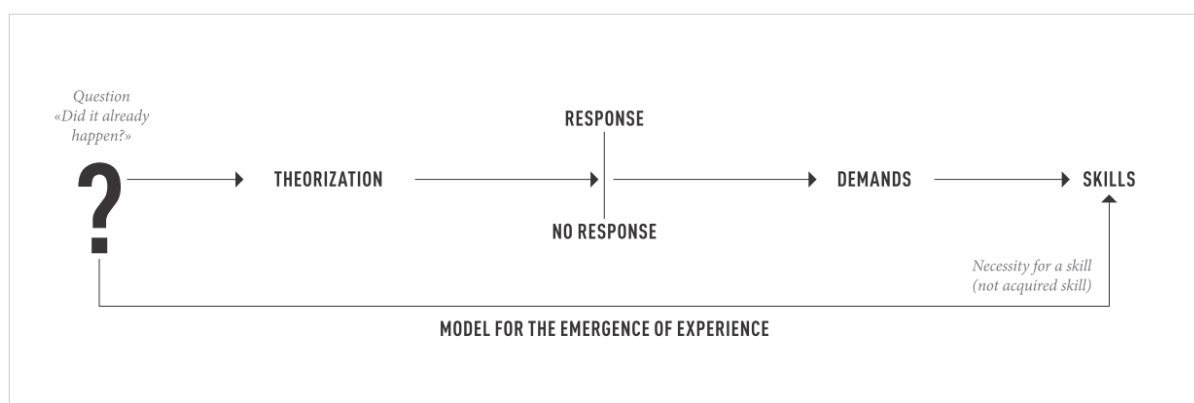 Question
«Did it already
happen?»
?
RESPONSE
THEORIZATION
DEMANDS
SKILLS
NO RESPONSE
Necessity for a skill
(not acquired skill)
MODEL FOR THE EMERGENCE OF EXPERIENCE